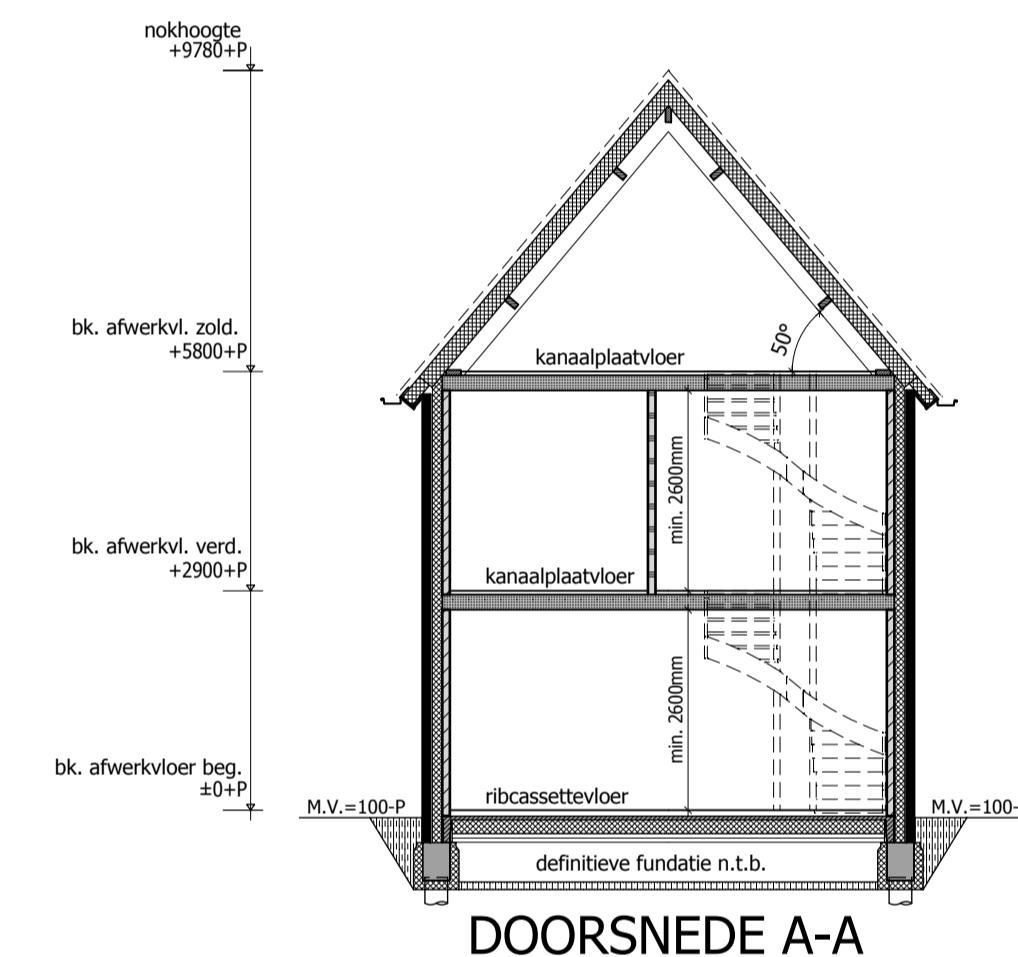 nokhoogte
+9780+P
bk. afwerkvl. zold.
+5800+P
kanaalplaatvloer
50°
min. 2600mm
bk. afwerkvl. verd.
+2900+P
kanaalplaatvloer
min. 2600mm
bk. afwerkvloer beg.
±0+P
ribcassettevloer
M.V.=100-P
M.V.=100-
definitieve fundatie n.t.b.
DOORSNEDE A-A